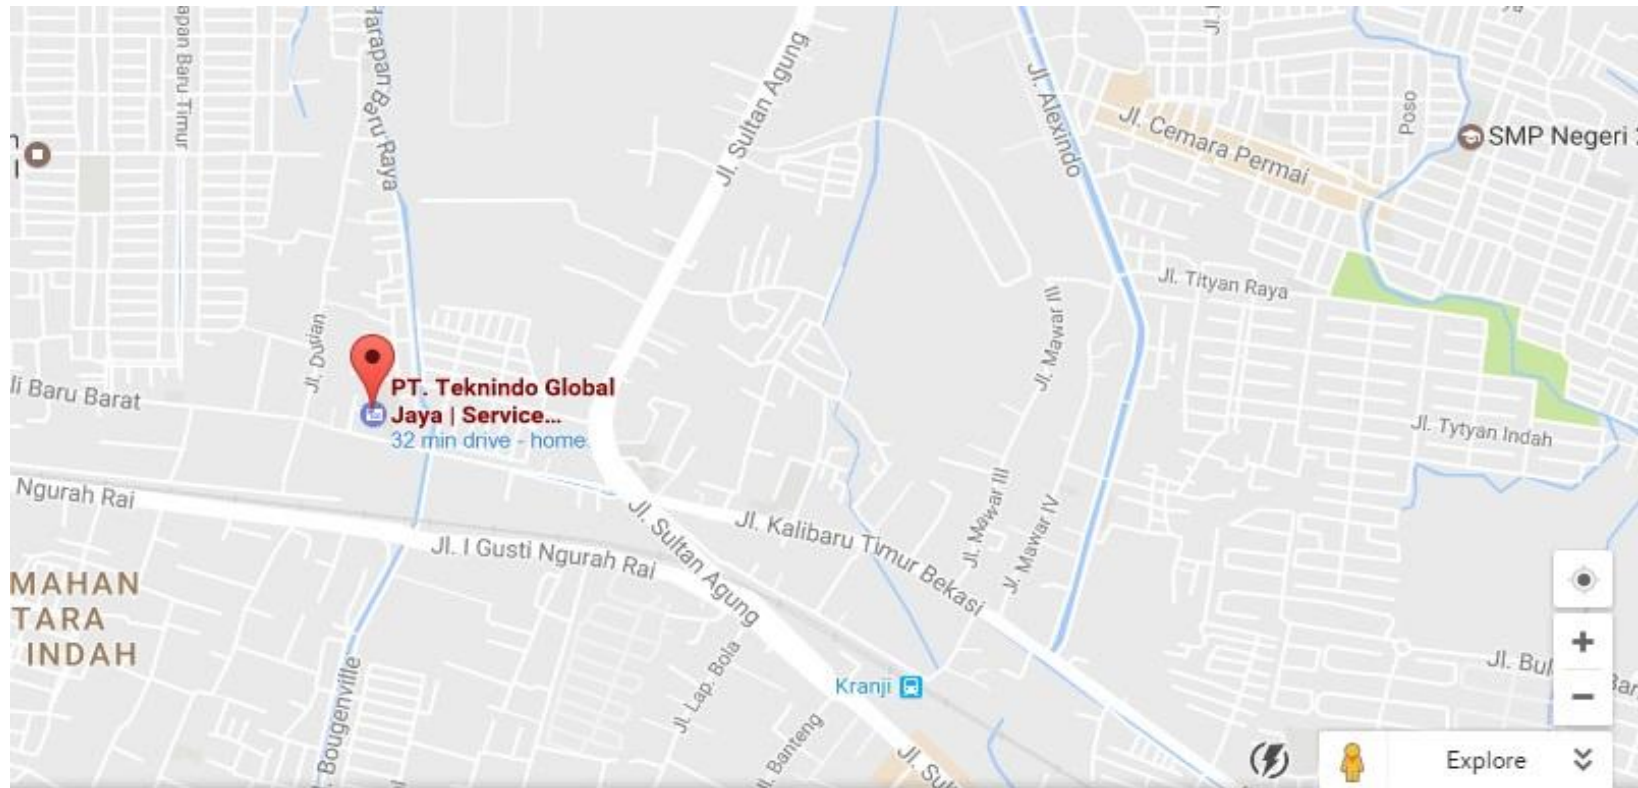 apan Baru Timur
Harapan Baru Raya
Jl. Sultan Agung
Jl. Alexindo
Jl. Cemara Permai
Poso
SMP Negeri
Jl. Tityan Raya
Jl. Durian
Jl. Mawar III
PT. Teknindo Global
Jaya | Service...
32 min drive - home
li Baru Barat
Jl. Tytyan Indah
Ngurah Rai
Jl. I Gusti Ngurah Rai
Jl. Sultan Agung
Jl. Kalibaru Timur Bekasi
Jl. Mawar III
Jl. Mawar IV
MAHAN
TARA
INDAH
Bougenville
Jl. Lap. Bola
Kranji
Jl. Banteng
Jl. Bul
Bar
Jl. Sul
Explore